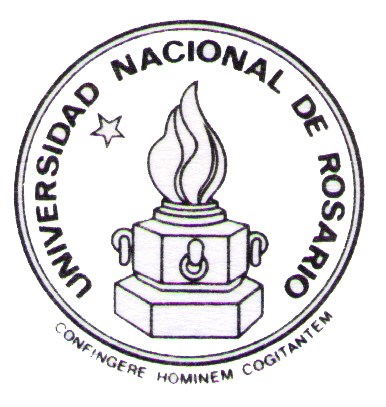 UNIVERSIDAD NACIONAL DE ROSARIO
CONFINGERE HOMINEM COGITANTEM